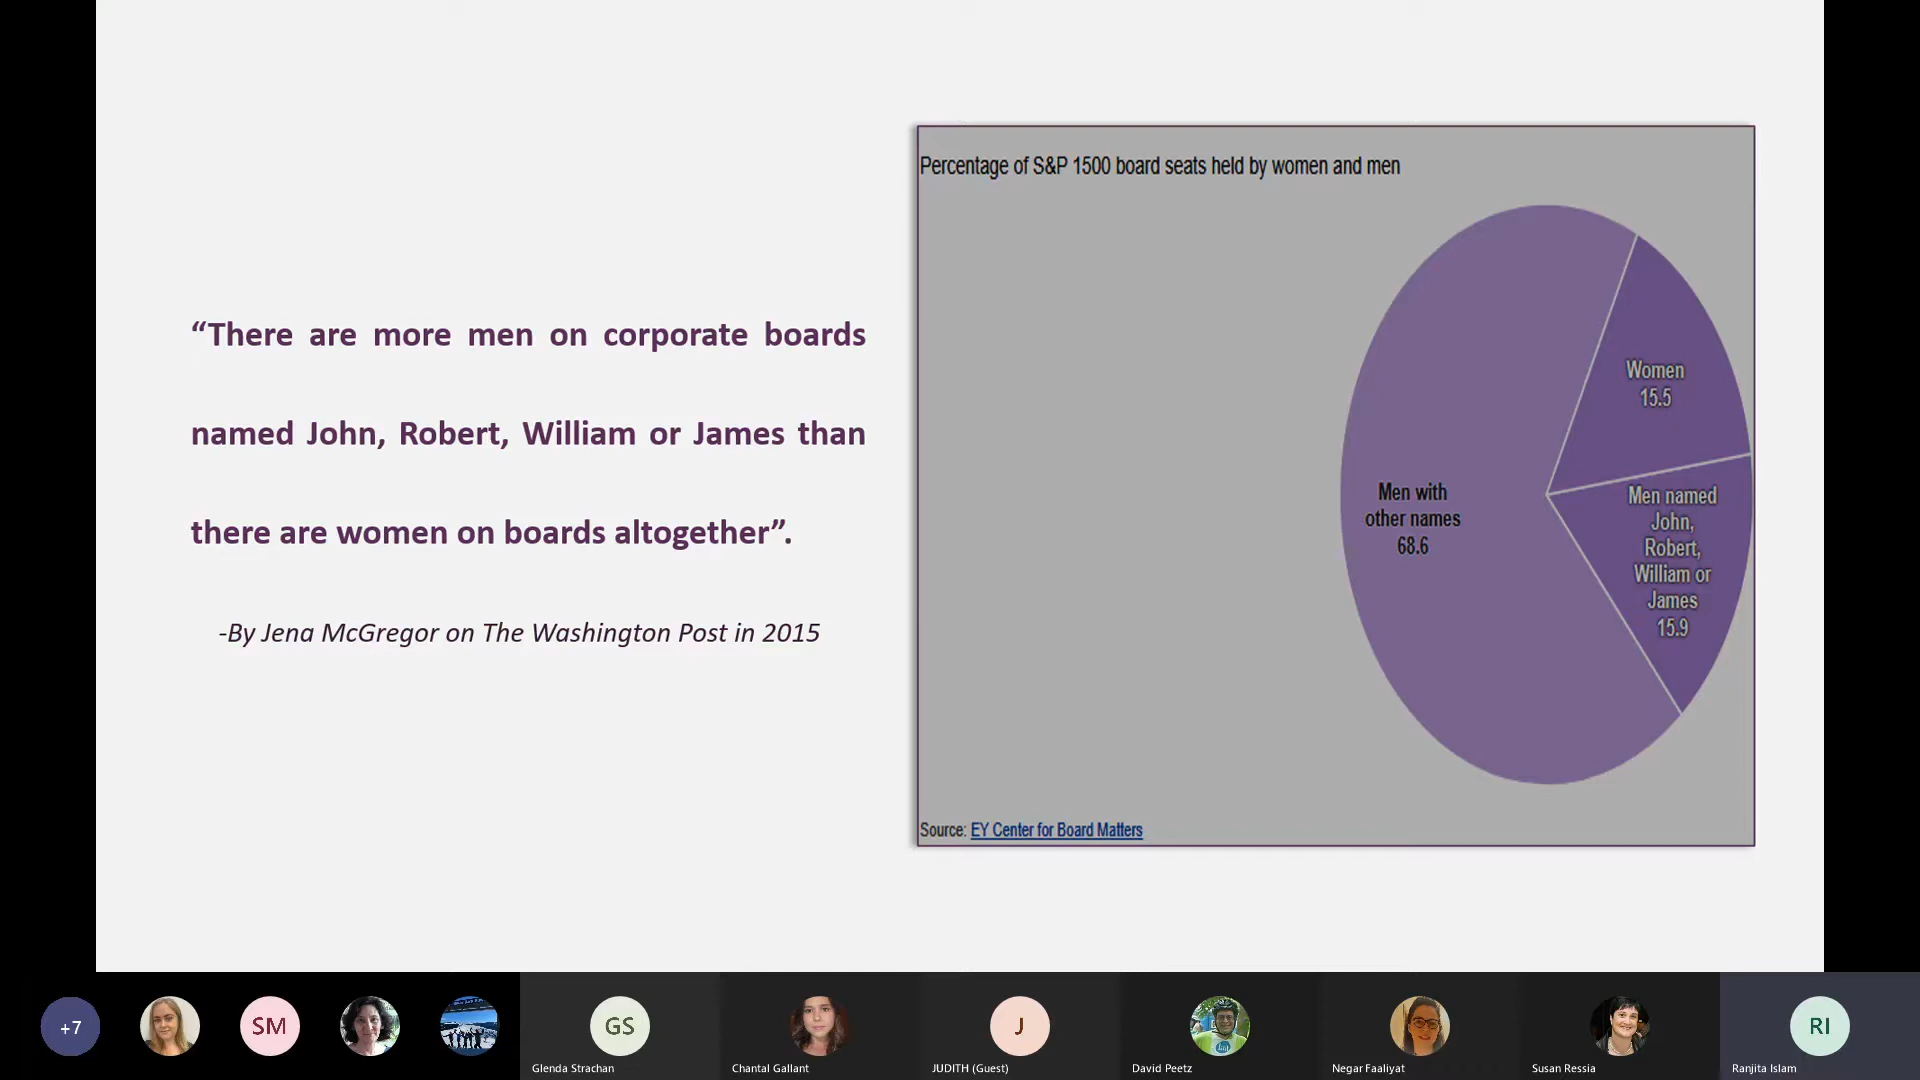 “There are more men on corporate boards
named John, Robert, William or James than
there are women on boards altogether”.
-By Jena McGregor on The Washington Post in 2015
Percentage of S&P 1500 board seats held by women and men
Women
15.5
Men with
other names
68.6
Men named
John,
Robert,
William or
James
15.9
Source: EY Center for Board Matters
+7
SM
GS
J
RI
Glenda Strachan
Chantal Gallant
JUDITH (Guest)
David Peetz
Negar Faaliyat
Susan Ressia
Ranjita Islam